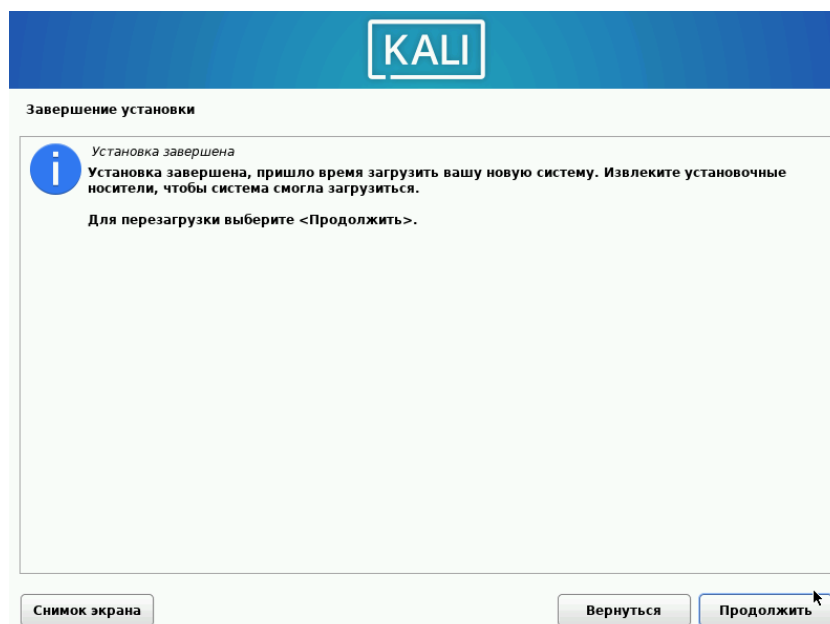 KALI
Завершение установки
Установка завершена
Установка завершена, пришло время загрузить вашу новую систему. Извлеките установочные
носители, чтобы система смогла загрузиться.
Для перезагрузки выберите <Продолжить>.
Снимок экрана
Вернуться
Продолжить